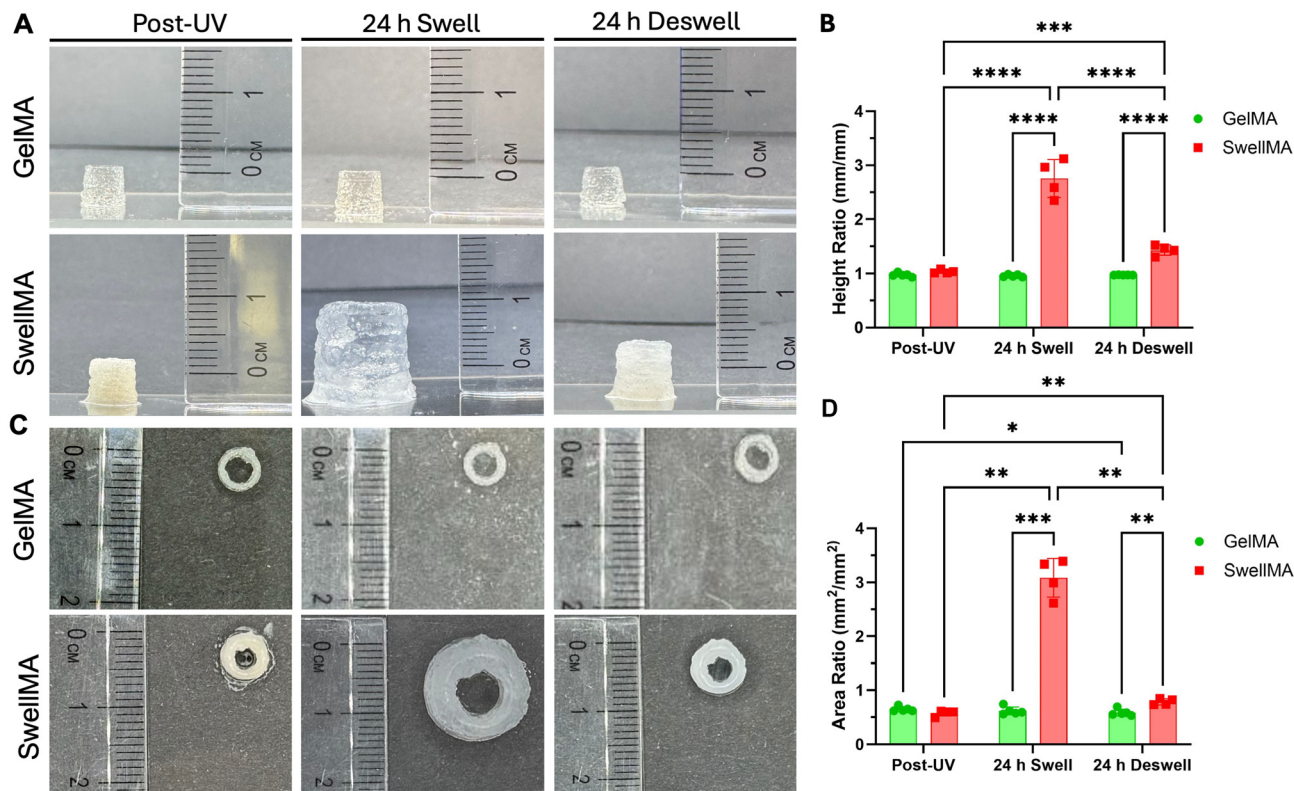 A
Post-UV
24 h Swell
24 h Deswell
GelMA
1
0 CM
1
0 CM
1
0 CM
SwellMA
1
0 CM
1
0 CM
1
0 CM
B
***
**** ****
**** ****
GelMA
SwellMA
Height Ratio (mm/mm)
4
3
2
1
0
Post-UV
24 h Swell
24 h Deswell
C
GelMA
0 CM
1
2
0 CM
1
2
0 CM
1
2
SwellMA
0 CM
1
2
0 CM
1
2
0 CM
1
2
D
**
*
** **
*** **
GelMA
SwellMA
Area Ratio (mm²/mm²)
4
3
2
1
0
Post-UV
24 h Swell
24 h Deswell